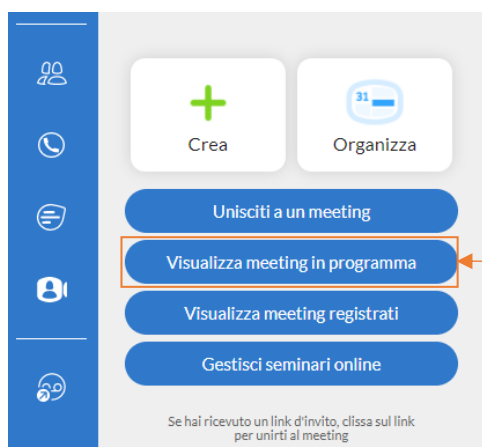 31
Crea
Organizza
Unisciti a un meeting
Visualizza meeting in programma
Visualizza meeting registrati
Gestisci seminari online
Se hai ricevuto un link d'invito, clissa sul link
per unirti al meeting